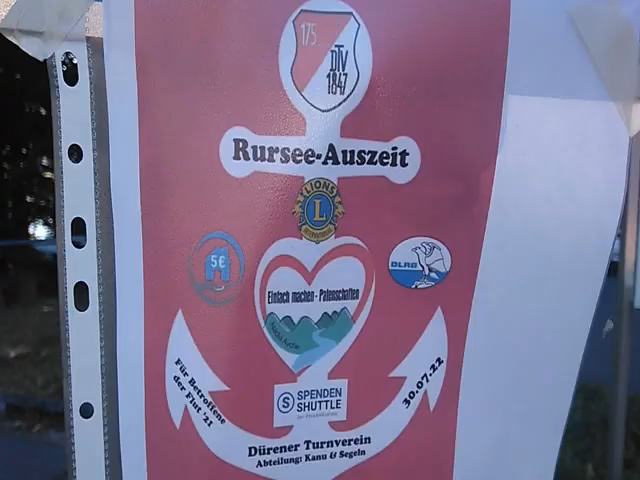 175
DTV
1847
Rursee-Auszeit
LIONS
L
INTERNATIONAL
5€
DLRG
Einfach machen - Patenschaften
SPENDEN
SHUTTLE
Für Betroffene
der Flut '21
30.07.22
Dürener Turnverein
Abteilung: Kanu & Segeln